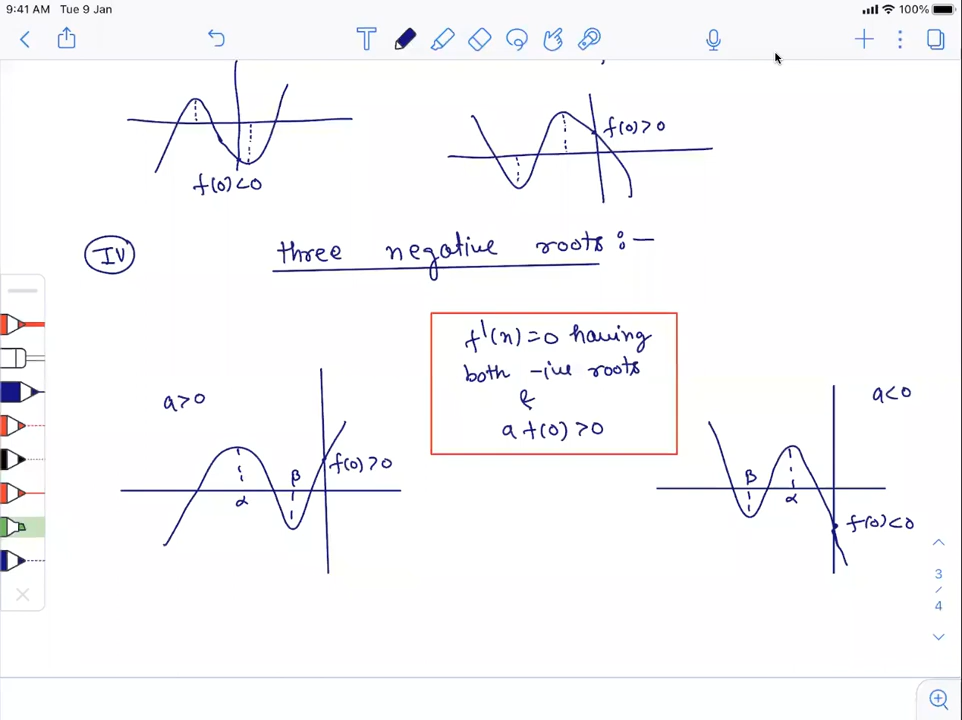 9:41 AM Tue 9 Jan
100%
T
f(0)<0
f(0)>0
IV
three negative roots :-
f'(x)=0 having
both -ive roots
&
a f(0)>0
a>0
f(0)>0
α
β
a<0
β
α
f(0)<0
3
/
4